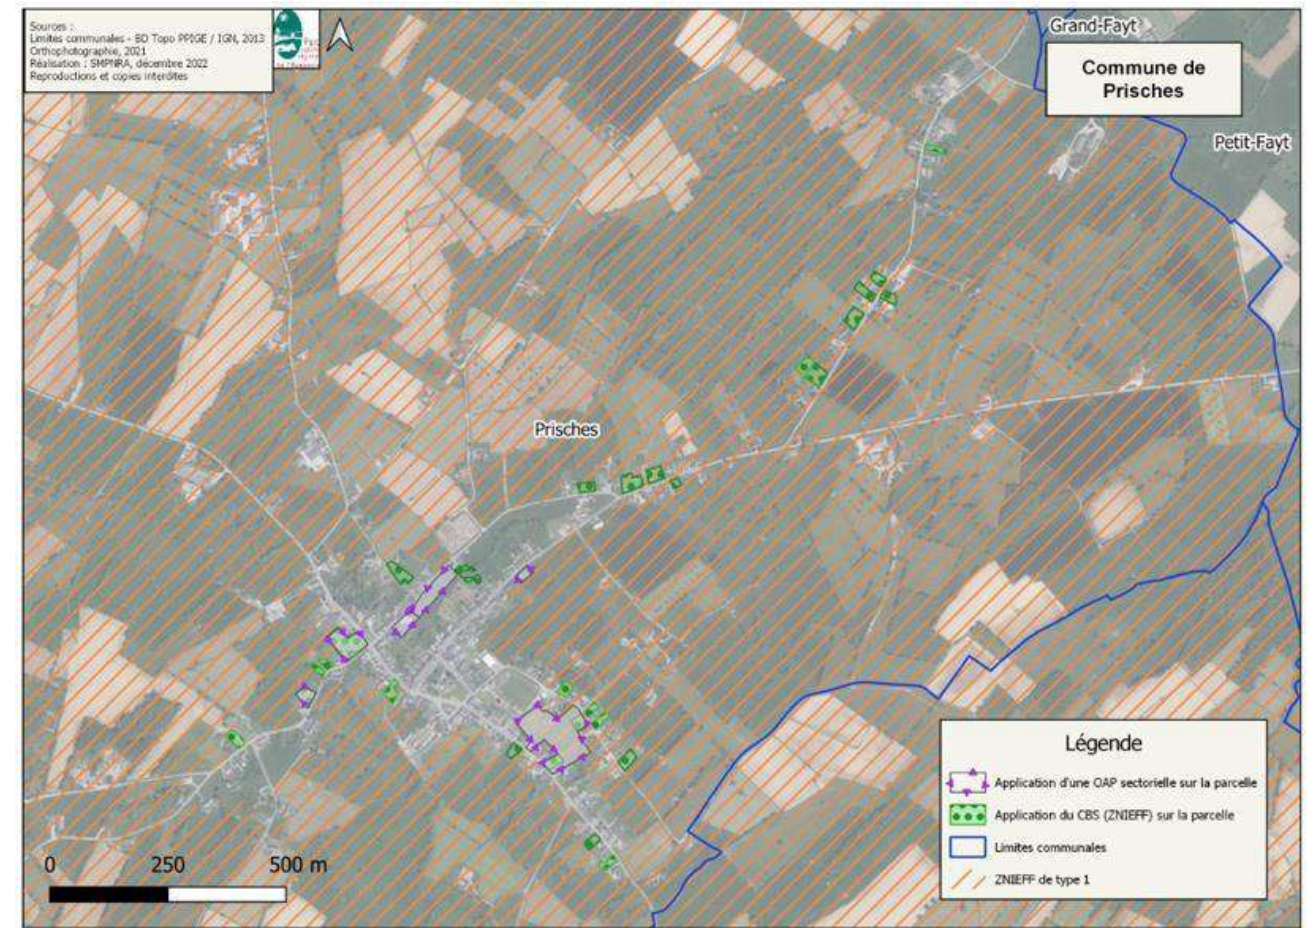 Sources :
Limites communales - BD Topo PPIGE / IGN, 2013
Orthophotographie, 2021
Réalisation : SMPNRA, décembre 2022
Reproductions et copies interdites
Grand-Fayt
Commune de
Prisches
Petit-Fayt
Prisches
Légende
Application d'une OAP sectorielle sur la parcelle
Application du CBS (ZNIEFF) sur la parcelle
Limites communales
ZNIEFF de type 1
0 250 500 m